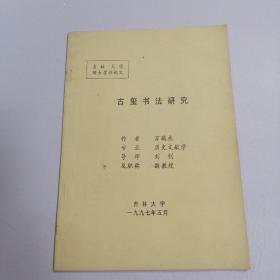 吉林大学
硕士学位论文
古玺书法研究
作者
专业 历史文献学
导师 刘钊
及职称 副教授
吉林大学
一九九七年五月